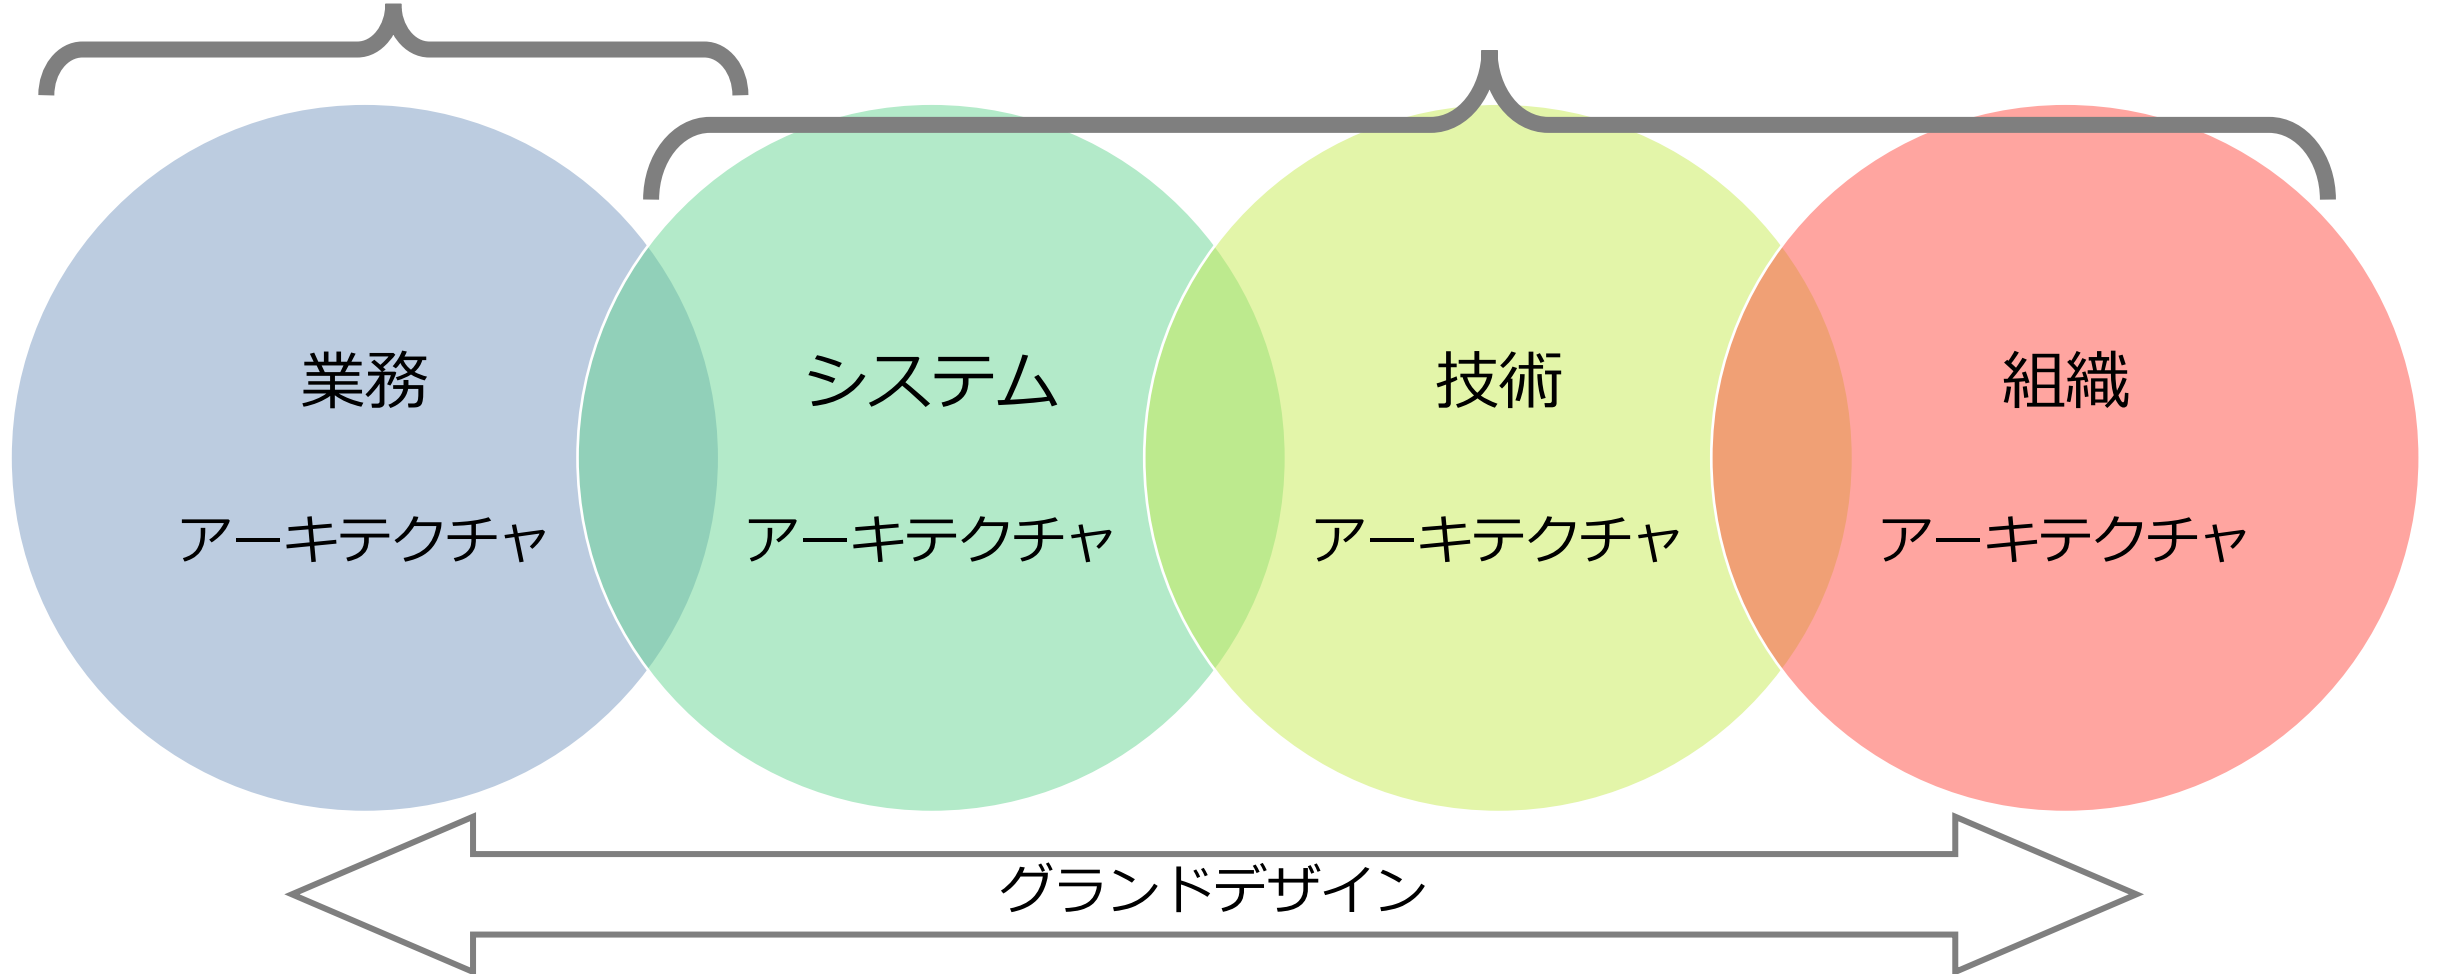 業務
アーキテクチャ
システム
アーキテクチャ
技術
アーキテクチャ
組織
アーキテクチャ
グランドデザイン